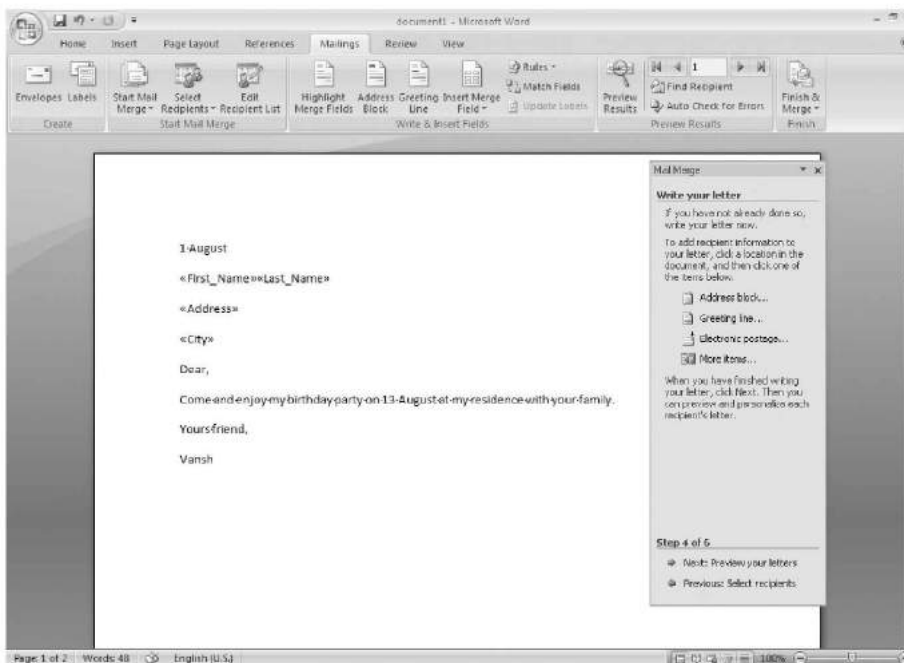 document1 - Microsoft Word
Home Insert Page Layout References Mailings Review View
Envelopes Labels
Create
Start Mail Merge Select Recipients Edit Recipient List
Start Mail Merge
Highlight Merge Fields Address Block Greeting Line Insert Merge Field
Rules
Match Fields
Update Labels
Write & Insert Fields
Preview Results
1
Find Recipient
Auto Check for Errors
Preview Results
Finish & Merge
Finish
1-August
«First_Name»«Last_Name»
«Address»
«City»
Dear,
Come-and-enjoy-my-birthday-party-on-13-August-at-my-residence-with-your-family.
Yoursfriend,
Vansh
Mail Merge
Write your letter
If you have not already done so,
write your letter now.
To add recipient information to
your letter, click a location in the
document, and then click one of
the items below.
Address block...
Greeting line...
Electronic postage...
More items...
When you have finished writing
your letter, click Next. Then you
can preview and personalize each
recipient's letter.
Step 4 of 6
Next: Preview your letters
Previous: Select recipients
Page: 1 of 2 Words: 48 English (U.S.) 100%